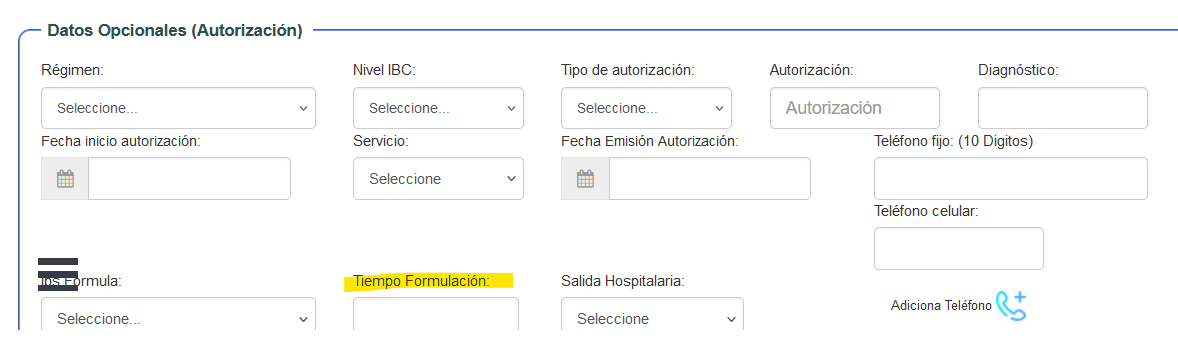 Datos Opcionales (Autorización)
Régimen: Nivel IBC: Tipo de autorización: Autorización: Diagnóstico:
Seleccione... Seleccione... Seleccione... Autorización
Fecha inicio autorización: Servicio: Fecha Emisión Autorización: Teléfono fijo: (10 Digitos)
Seleccione
Teléfono celular:
Ips Formula: Tiempo Formulación: Salida Hospitalaria:
Seleccione... Seleccione Adiciona Teléfono